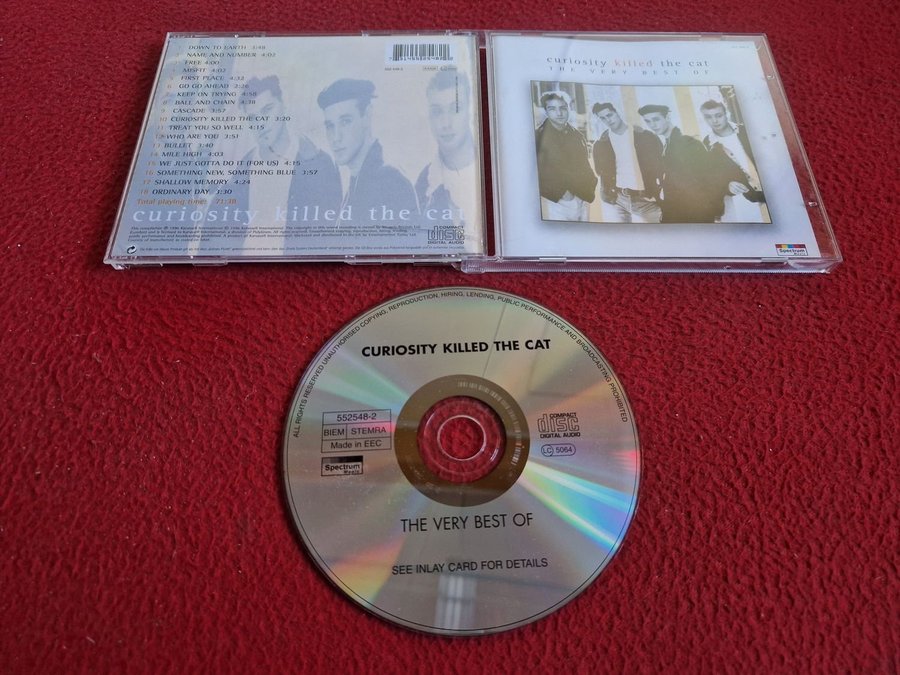 1 DOWN TO EARTH 3:48
2 NAME AND NUMBER 4:02
3 FREE 4:00
4 MISFIT 4:02
5 FIRST PLACE 4:32
6 GO GO AHEAD 2:26
7 KEEP ON TRYING 4:58
8 BALL AND CHAIN 4:38
9 CASCADE 3:57
10 CURIOSITY KILLED THE CAT 3:20
11 TREAT YOU SO WELL 4:15
12 WHO ARE YOU 3:51
13 BULLET 3:40
14 MILE HIGH 4:03
15 WE JUST GOTTA DO IT (FOR US) 4:15
16 SOMETHING NEW, SOMETHING BLUE 3:57
17 SHALLOW MEMORY 4:24
18 ORDINARY DAY 3:30
Total playing time: 71:38
curiosity killed the cat
COMPACT
disc
DIGITAL AUDIO
curiosity killed the cat
THE VERY BEST OF
Spectrum
Music
ALL RIGHTS RESERVED UNAUTHORISED COPYING, REPRODUCTION, HIRING, LENDING, PUBLIC PERFORMANCE AND BROADCASTING PROHIBITED
CURIOSITY KILLED THE CAT
552548-2
BIEM STEMRA
Made in EEC
Spectrum
Music
COMPACT
disc
DIGITAL AUDIO
LC 5064
THE VERY BEST OF
SEE INLAY CARD FOR DETAILS